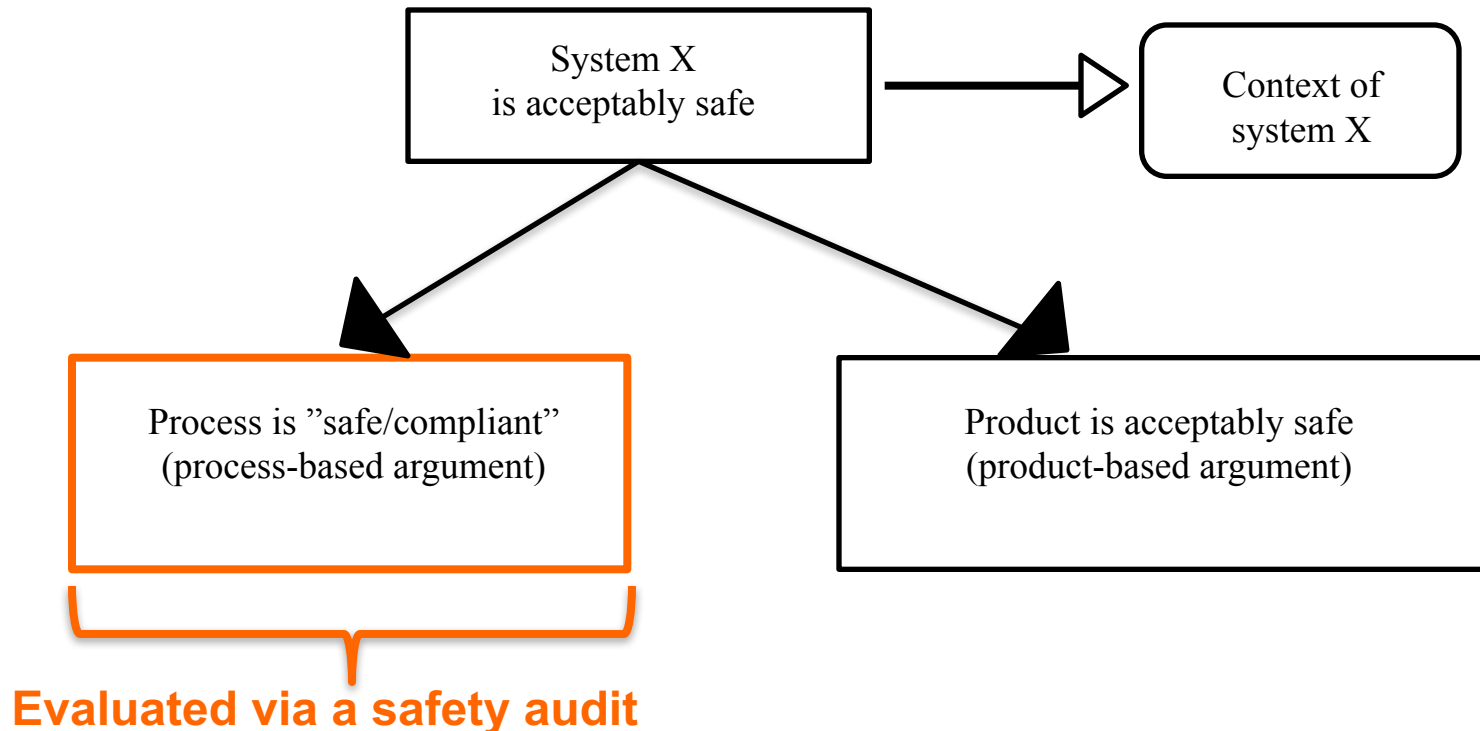 System X
is acceptably safe
Context of
system X
Process is ”safe/compliant”
(process-based argument)
Product is acceptably safe
(product-based argument)
Evaluated via a safety audit